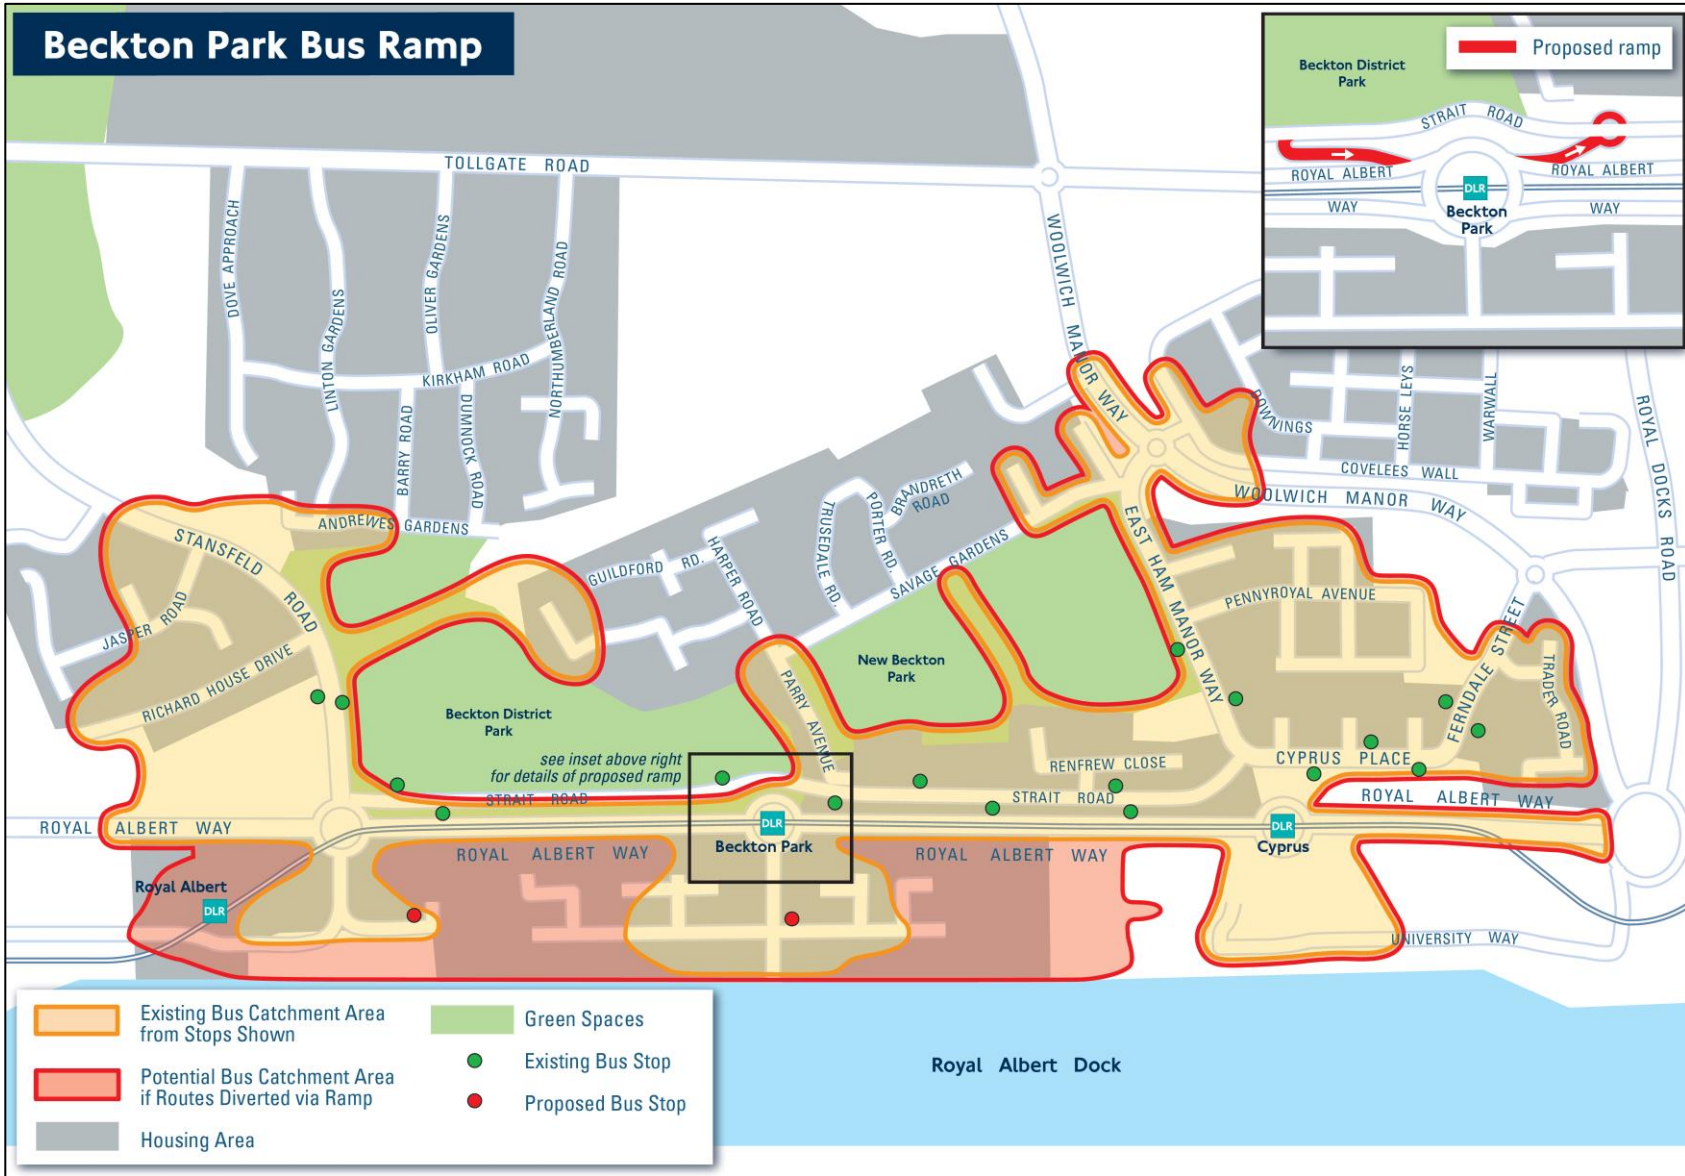 Beckton Park Bus Ramp
Proposed ramp
Beckton District
Park
STRAIT ROAD
ROYAL ALBERT
ROYAL ALBERT
DLR
WAY
WAY
Beckton
Park
TOLLGATE ROAD
DOVE APPROACH
LINTON GARDENS
OLIVER GARDENS
NORTHUMBERLAND ROAD
KIRKHAM ROAD
BARRY ROAD
DUMNOCK ROAD
WOOLWICH MANOR WAY
DOWNINGS
HORSE LEYS
WARWALL
ROYAL DOCKS ROAD
COVELEES WALL
WOOLWICH MANOR WAY
ANDREWES GARDENS
STANSFELD ROAD
JASPER ROAD
RICHARD HOUSE DRIVE
GUILDFORD RD.
HARPER ROAD
TRUSEDALE RD.
PORTER RD.
BRANDRETH
ROAD
SAVAGE GARDENS
EAST HAM MANOR WAY
PENNYROYAL AVENUE
FERNDALE STREET
TRADER ROAD
New Beckton
Park
PARRY AVENUE
Beckton District
Park
see inset above right
for details of proposed ramp
RENFREW CLOSE
CYPRUS PLACE
STRAIT ROAD
STRAIT ROAD
ROYAL ALBERT WAY
ROYAL ALBERT WAY
DLR
Beckton Park
DLR
Cyprus
ROYAL ALBERT WAY
ROYAL ALBERT WAY
Royal Albert
DLR
UNIVERSITY WAY
Existing Bus Catchment Area
from Stops Shown
Potential Bus Catchment Area
if Routes Diverted via Ramp
Housing Area
Green Spaces
Existing Bus Stop
Proposed Bus Stop
Royal Albert Dock